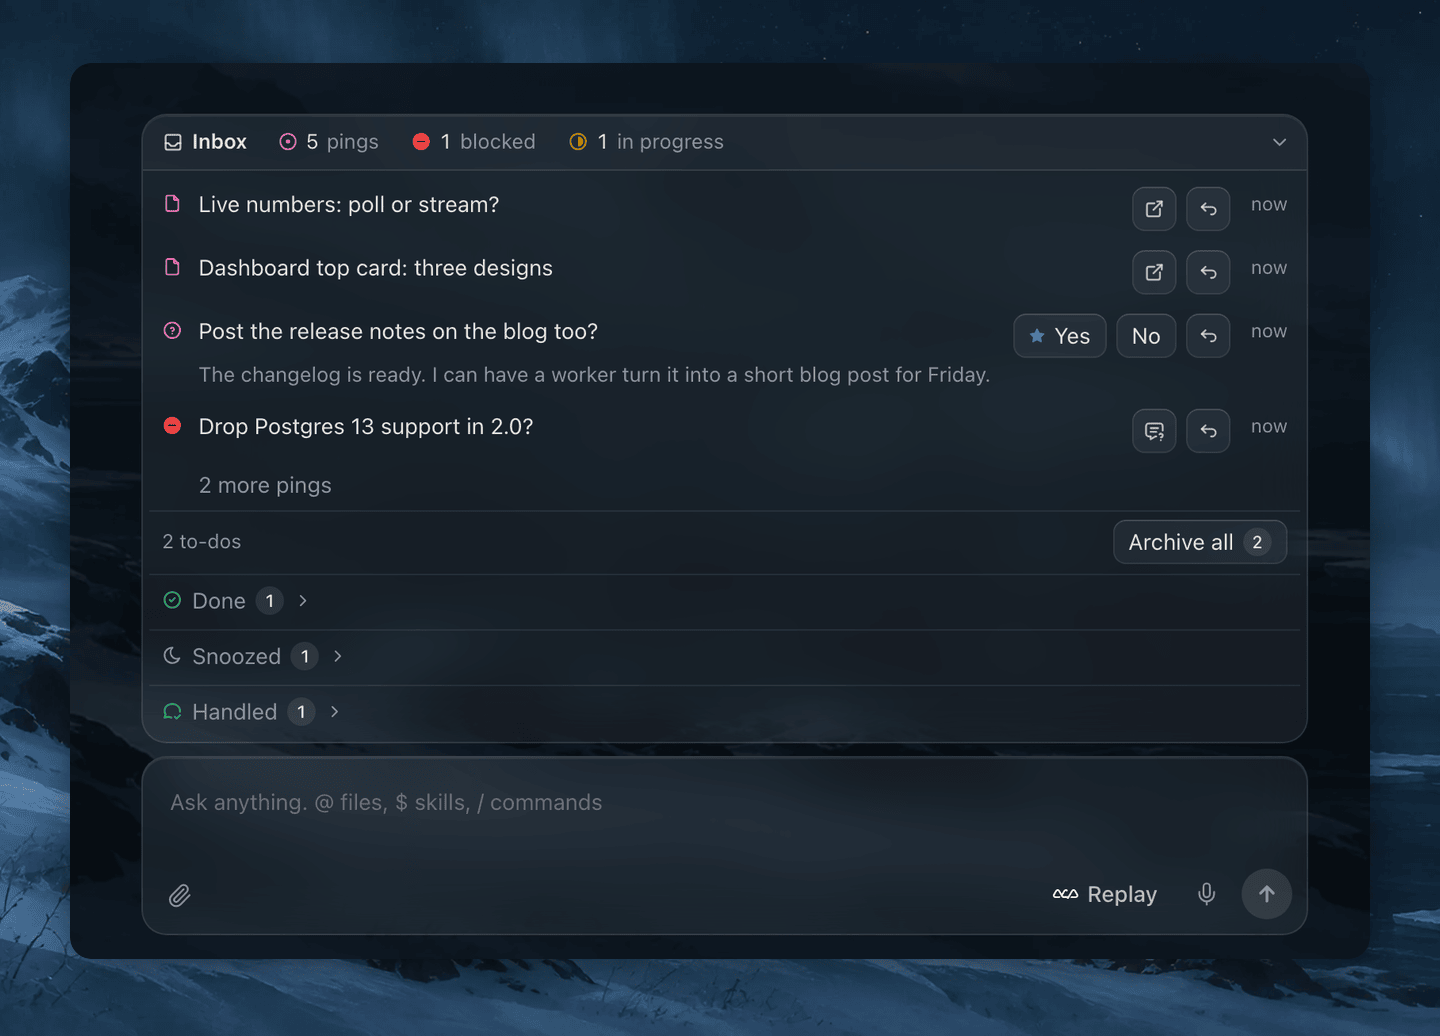 Inbox 5 pings 1 blocked 1 in progress
Live numbers: poll or stream? now
Dashboard top card: three designs now
Post the release notes on the blog too? Yes No now
The changelog is ready. I can have a worker turn it into a short blog post for Friday.
Drop Postgres 13 support in 2.0? now
2 more pings
2 to-dos Archive all 2
Done 1
Snoozed 1
Handled 1
Ask anything. @ files, $ skills, / commands
Replay